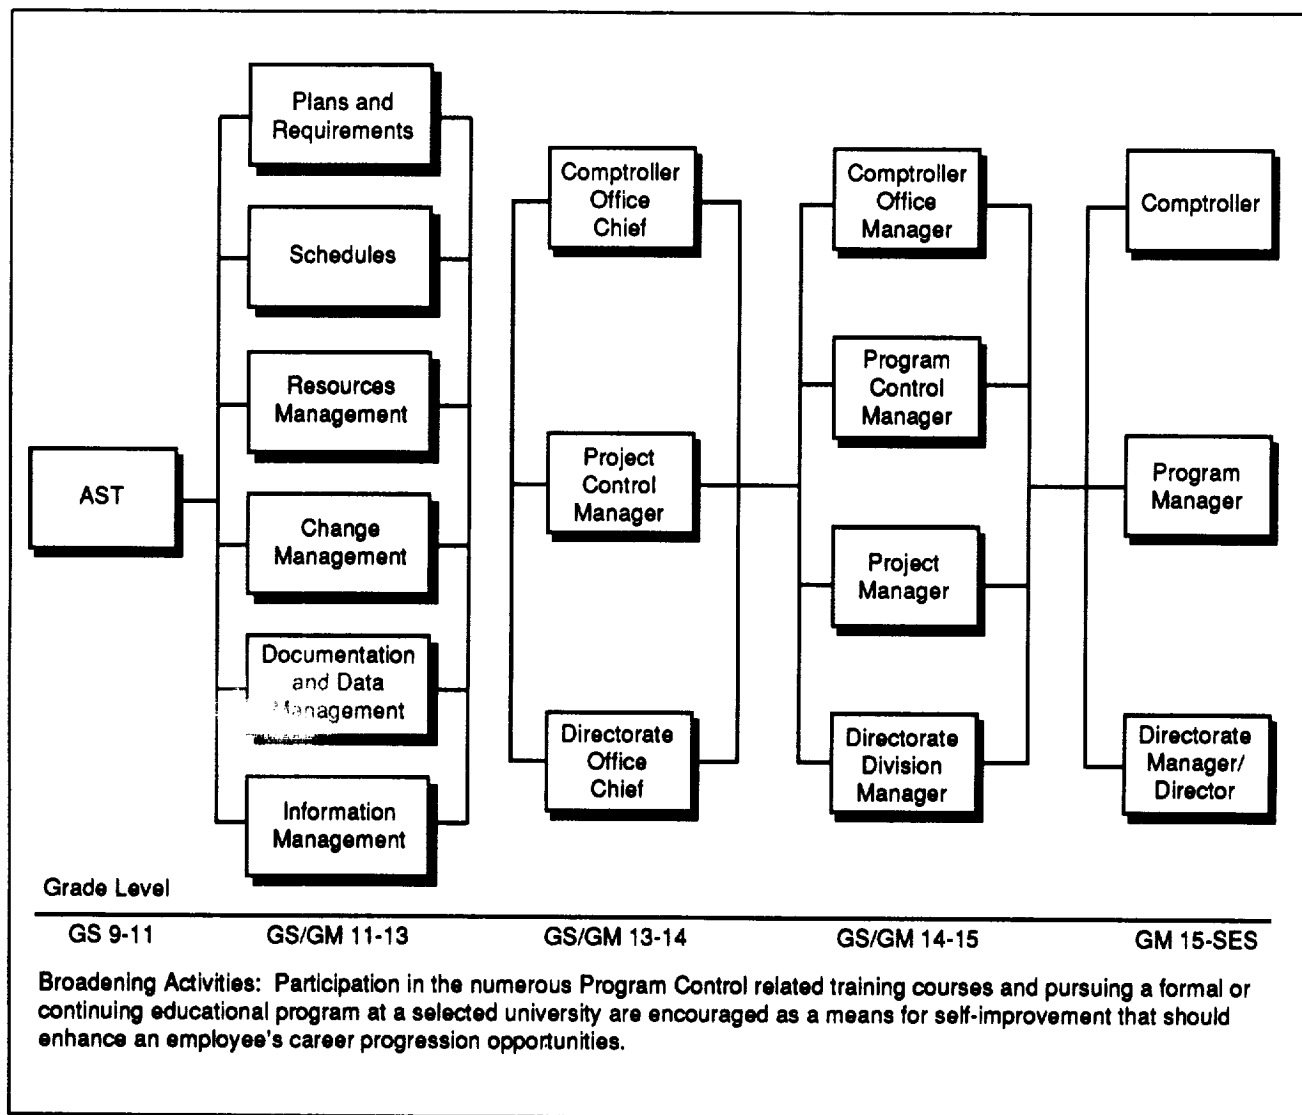 Plans and
Requirements
Schedules
Resources
Management
AST
Change
Management
Documentation
and Data
Management
Information
Management
Comptroller
Office
Chief
Project
Control
Manager
Directorate
Office
Chief
Comptroller
Office
Manager
Program
Control
Manager
Project
Manager
Directorate
Division
Manager
Comptroller
Program
Manager
Directorate
Manager/
Director
Grade Level
GS 9-11 GS/GM 11-13 GS/GM 13-14 GS/GM 14-15 GM 15-SES
Broadening Activities: Participation in the numerous Program Control related training courses and pursuing a formal or
continuing educational program at a selected university are encouraged as a means for self-improvement that should
enhance an employee's career progression opportunities.